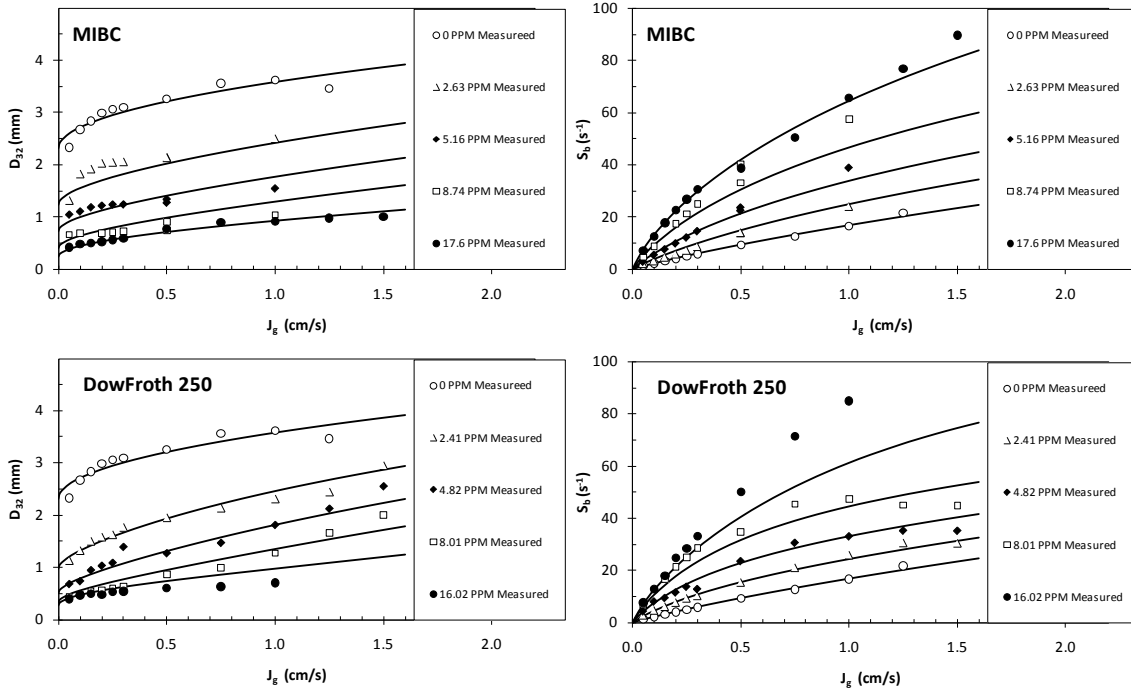 MIBC
D32 (mm)
4
3
2
1
0
0.0 0.5 1.0 1.5 2.0
Jg (cm/s)
0 PPM Measureed
2.63 PPM Measured
5.16 PPM Measured
8.74 PPM Measured
17.6 PPM Measured
MIBC
Sb (s-1)
100
80
60
40
20
0
0.0 0.5 1.0 1.5 2.0
Jg (cm/s)
0 PPM Measureed
2.63 PPM Measured
5.16 PPM Measured
8.74 PPM Measured
17.6 PPM Measured
DowFroth 250
D32 (mm)
4
3
2
1
0
0.0 0.5 1.0 1.5 2.0
Jg (cm/s)
0 PPM Measureed
2.41 PPM Measured
4.82 PPM Measured
8.01 PPM Measured
16.02 PPM Measured
DowFroth 250
Sb (s-1)
100
80
60
40
20
0
0.0 0.5 1.0 1.5 2.0
Jg (cm/s)
0 PPM Measureed
2.41 PPM Measured
4.82 PPM Measured
8.01 PPM Measured
16.02 PPM Measured